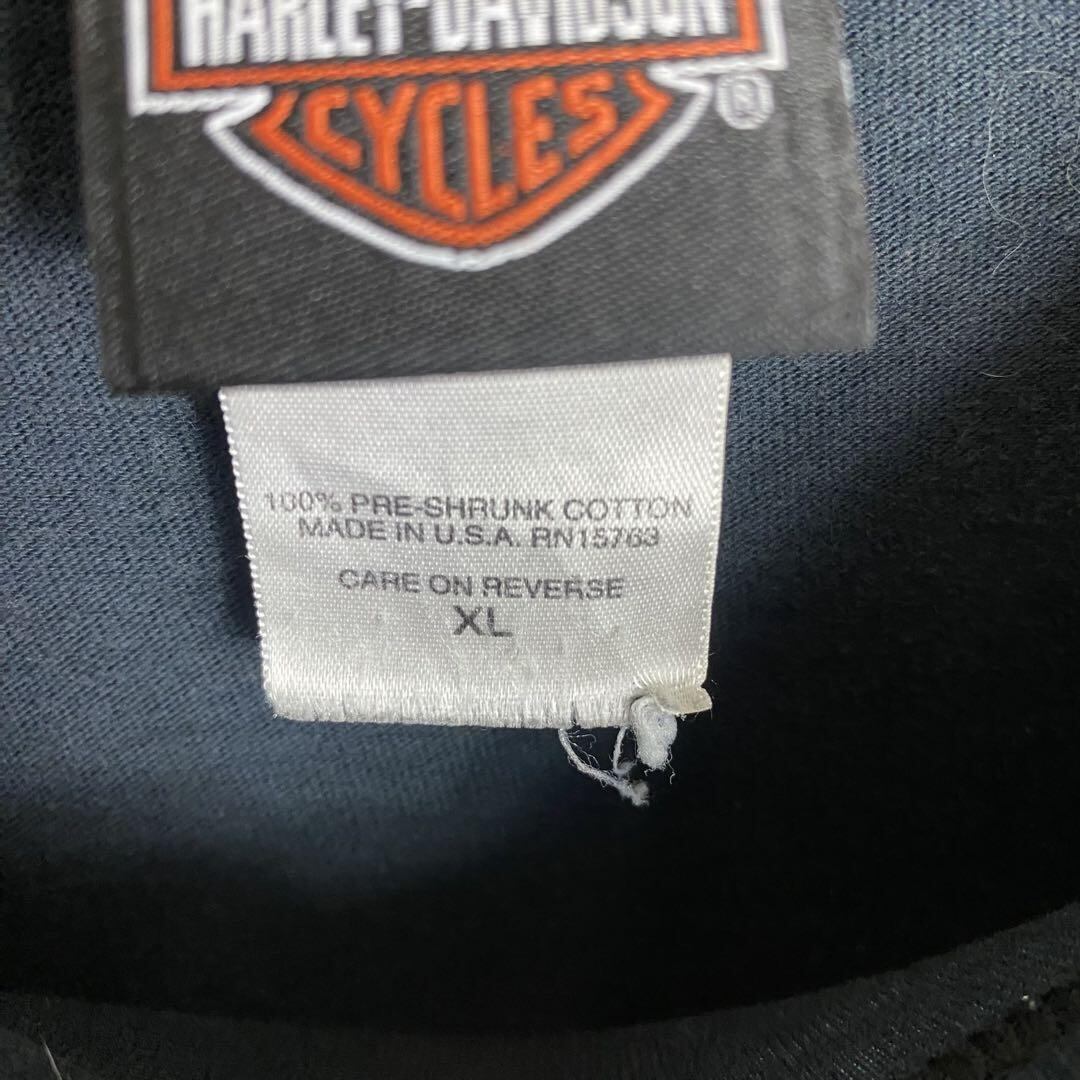 HARLEY-DAVIDSON
CYCLES
®
100% PRE-SHRUNK COTTON
MADE IN U.S.A. RN15763
CARE ON REVERSE
XL